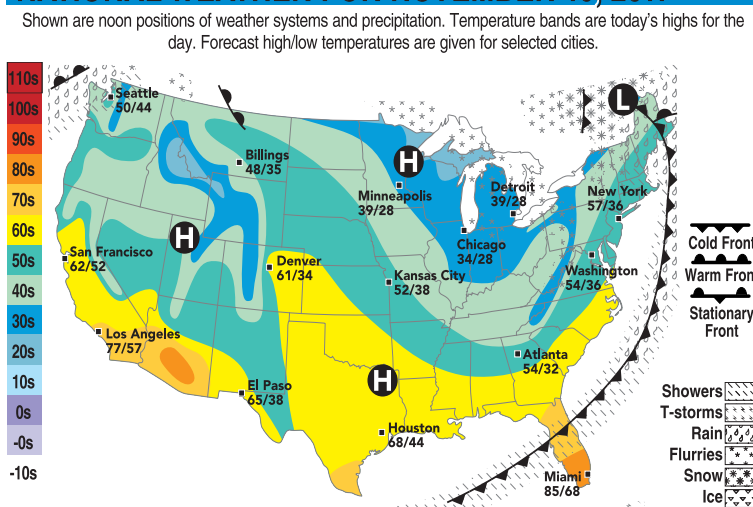 Shown are noon positions of weather systems and precipitation. Temperature bands are today's highs for the
day. Forecast high/low temperatures are given for selected cities.
110s
100s
90s
80s
70s
60s
50s
40s
30s
20s
10s
0s
-0s
-10s
Seattle
50/44
Billings
48/35
Minneapolis
39/28
Detroit
39/28
New York
57/36
Chicago
34/28
San Francisco
62/52
Denver
61/34
Kansas City
52/38
Washington
54/36
Los Angeles
77/57
El Paso
65/38
Atlanta
54/32
Houston
68/44
Miami
85/68
H
H
H
L
Cold Front
Warm Front
Stationary
Front
Showers
T-storms
Rain
Flurries
Snow
Ice